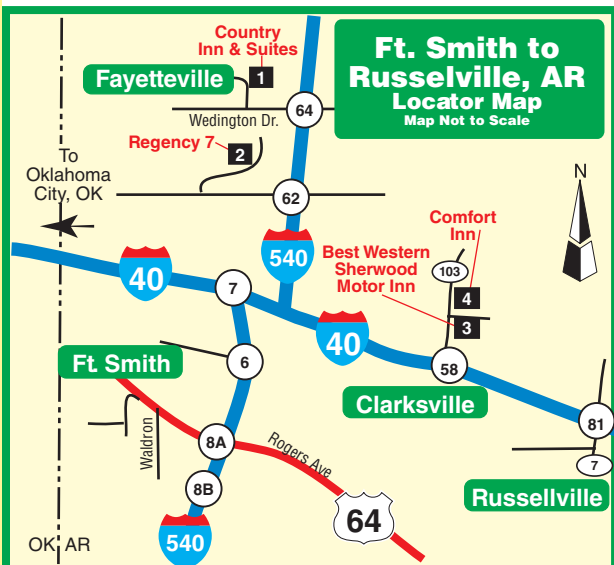 Ft. Smith to
Russelville, AR
Locator Map
Map Not to Scale
Country
Inn & Suites
Fayetteville
1
64
Wedington Dr.
Regency 7
2
To
Oklahoma
City, OK
62
N
540
Comfort
Inn
Best Western
Sherwood
Motor Inn
103
4
3
40
7
40
Ft. Smith
6
58
Clarksville
81
7
Russellville
Waldron
8A
Rogers Ave
8B
64
540
OK AR